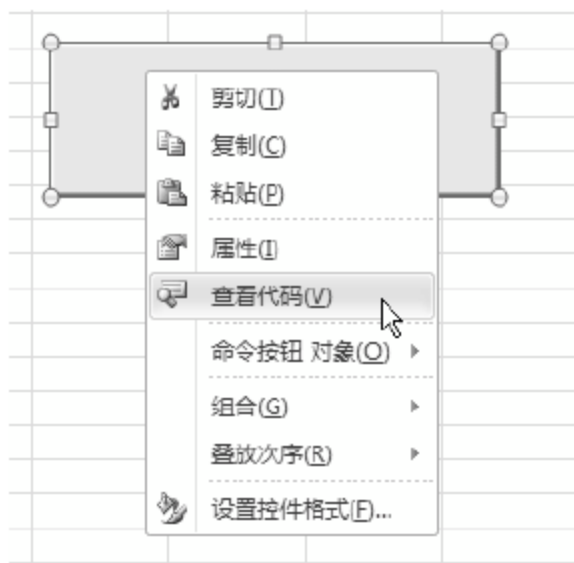 剪切(T)
复制(C)
粘贴(P)
属性(I)
查看代码(V)
命令按钮 对象(O)
组合(G)
叠放次序(R)
设置控件格式(F)...